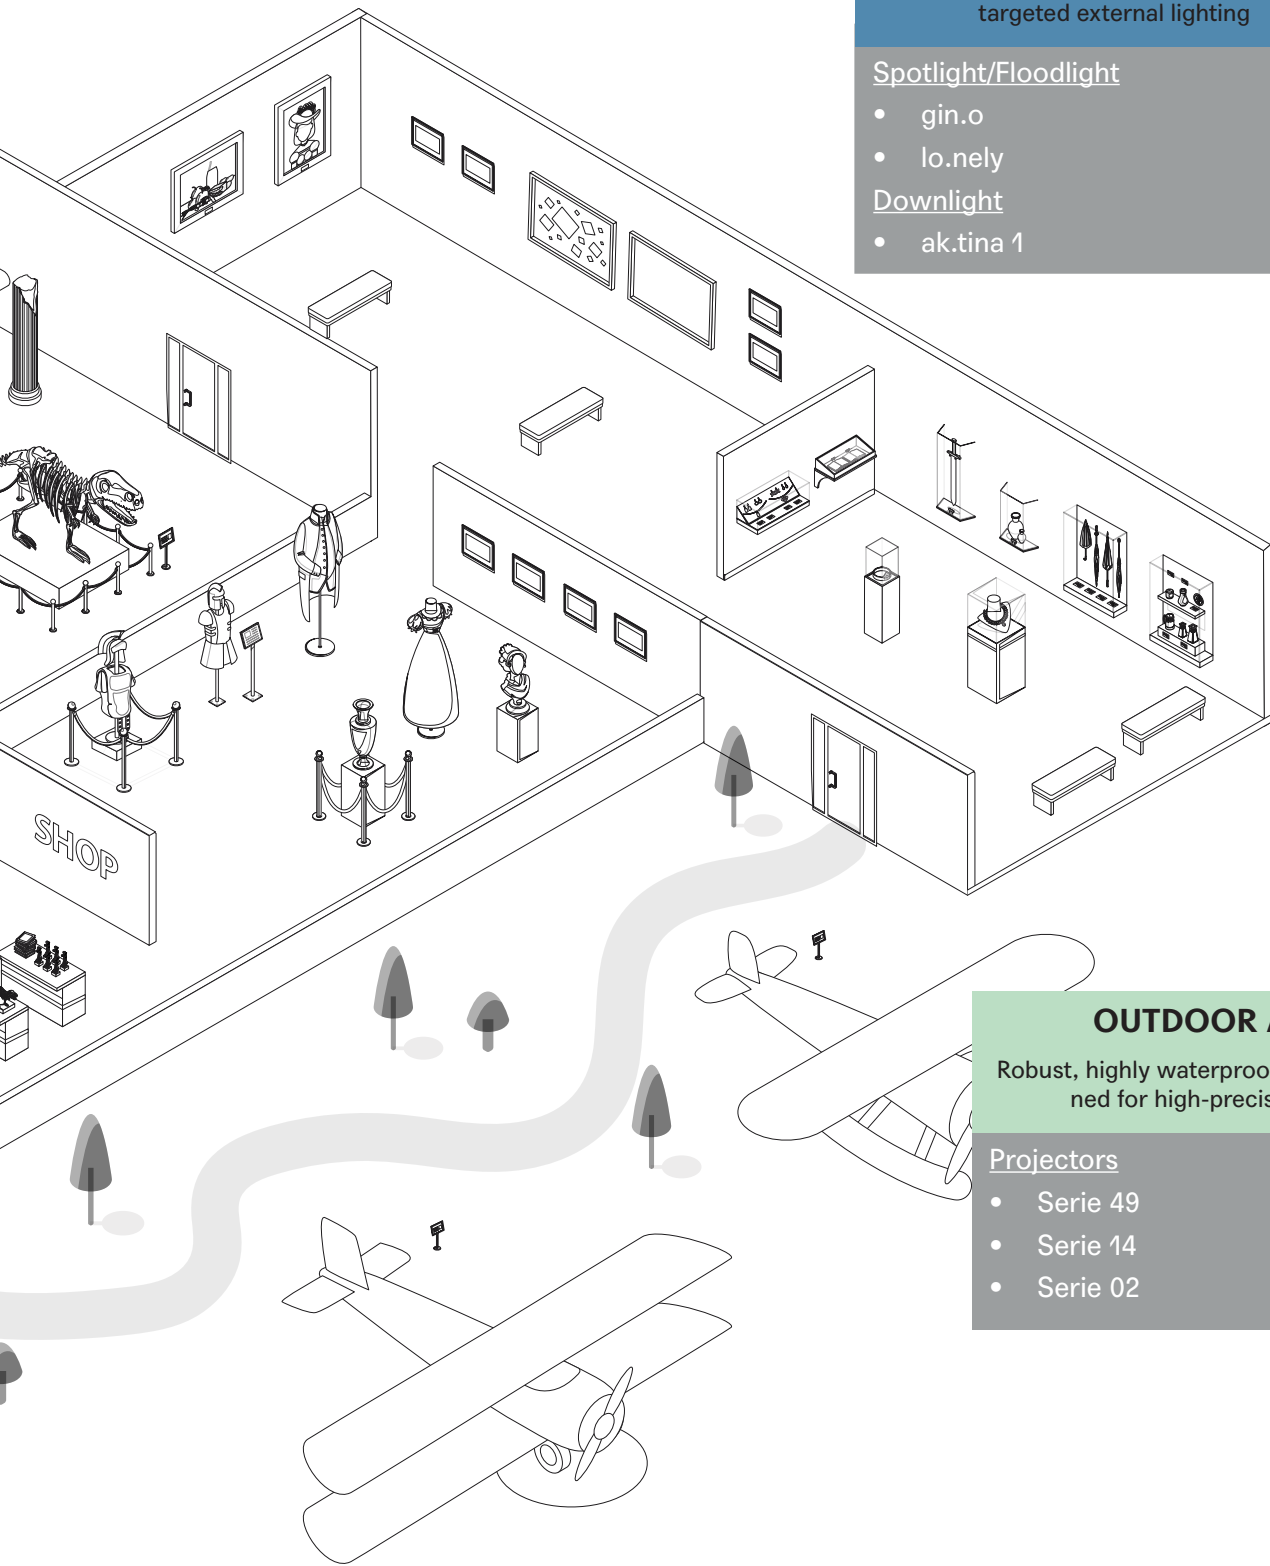 targeted external lighting
Spotlight/Floodlight
• gin.o
• lo.nely
Downlight
• ak.tina 1
SHOP
OUTDOOR
Robust, highly waterproo
ned for high-precis
Projectors
• Serie 49
• Serie 14
• Serie 02